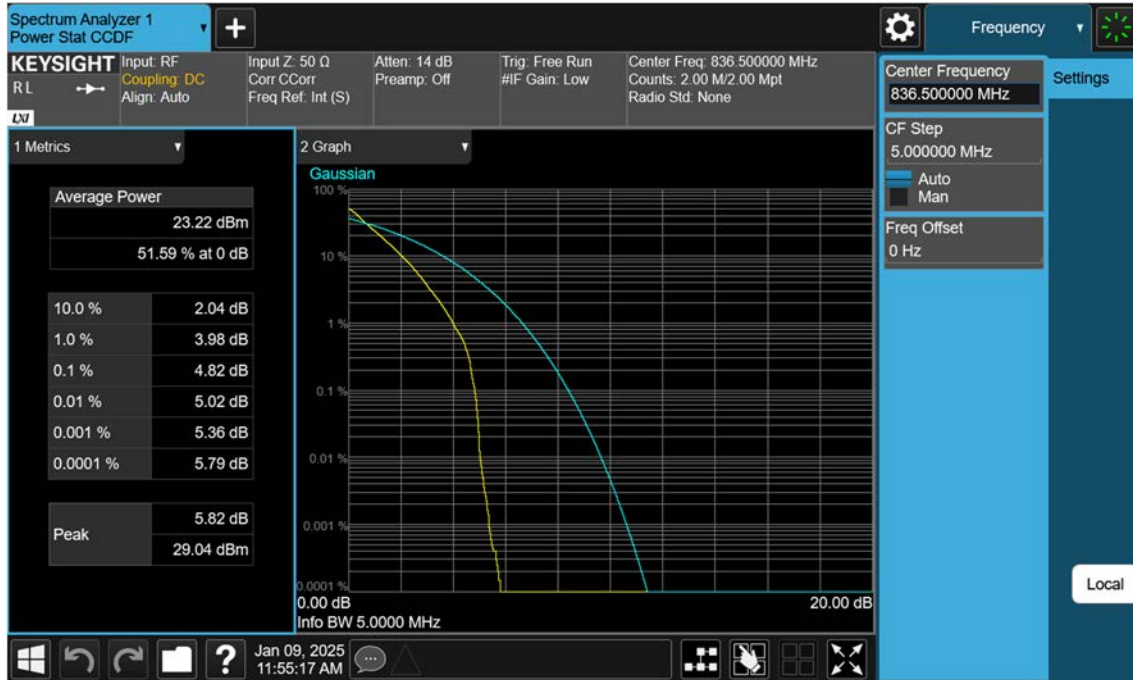 Spectrum Analyzer 1
Power Stat CCDF
Frequency
KEYSIGHT
R L
LXI
Input: RF
Coupling: DC
Align: Auto
Input Z: 50 Ω
Corr CCorr
Freq Ref: Int (S)
Atten: 14 dB
Preamp: Off
Trig: Free Run
#IF Gain: Low
Center Freq: 836.500000 MHz
Counts: 2.00 M/2.00 Mpt
Radio Std: None
Center Frequency
836.500000 MHz
Settings
CF Step
5.000000 MHz
Auto
Man
Freq Offset
0 Hz
Local
1 Metrics
Average Power
23.22 dBm
51.59 % at 0 dB
10.0 % 2.04 dB
1.0 % 3.98 dB
0.1 % 4.82 dB
0.01 % 5.02 dB
0.001 % 5.36 dB
0.0001 % 5.79 dB
Peak
5.82 dB
29.04 dBm
2 Graph
Gaussian
100 %
10 %
1 %
0.1 %
0.01 %
0.001 %
0.0001 %
0.00 dB 20.00 dB
Info BW 5.0000 MHz
?
Jan 09, 2025
11:55:17 AM